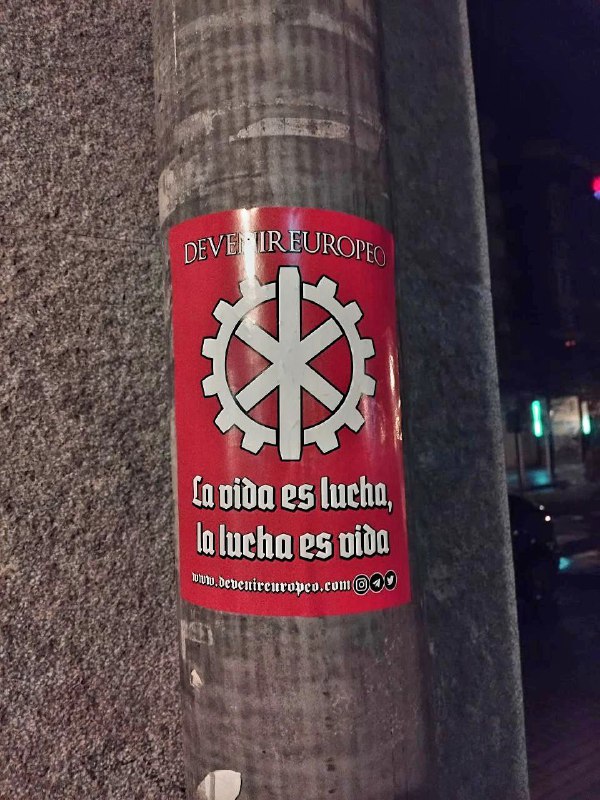 DEVENIR EUROPEO
La vida es lucha,
la lucha es vida
www.devenireuropeo.com